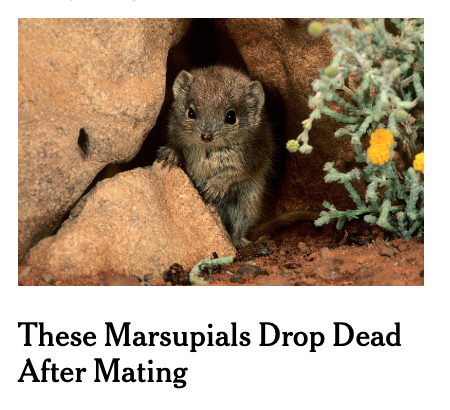 These Marsupials Drop Dead
After Mating